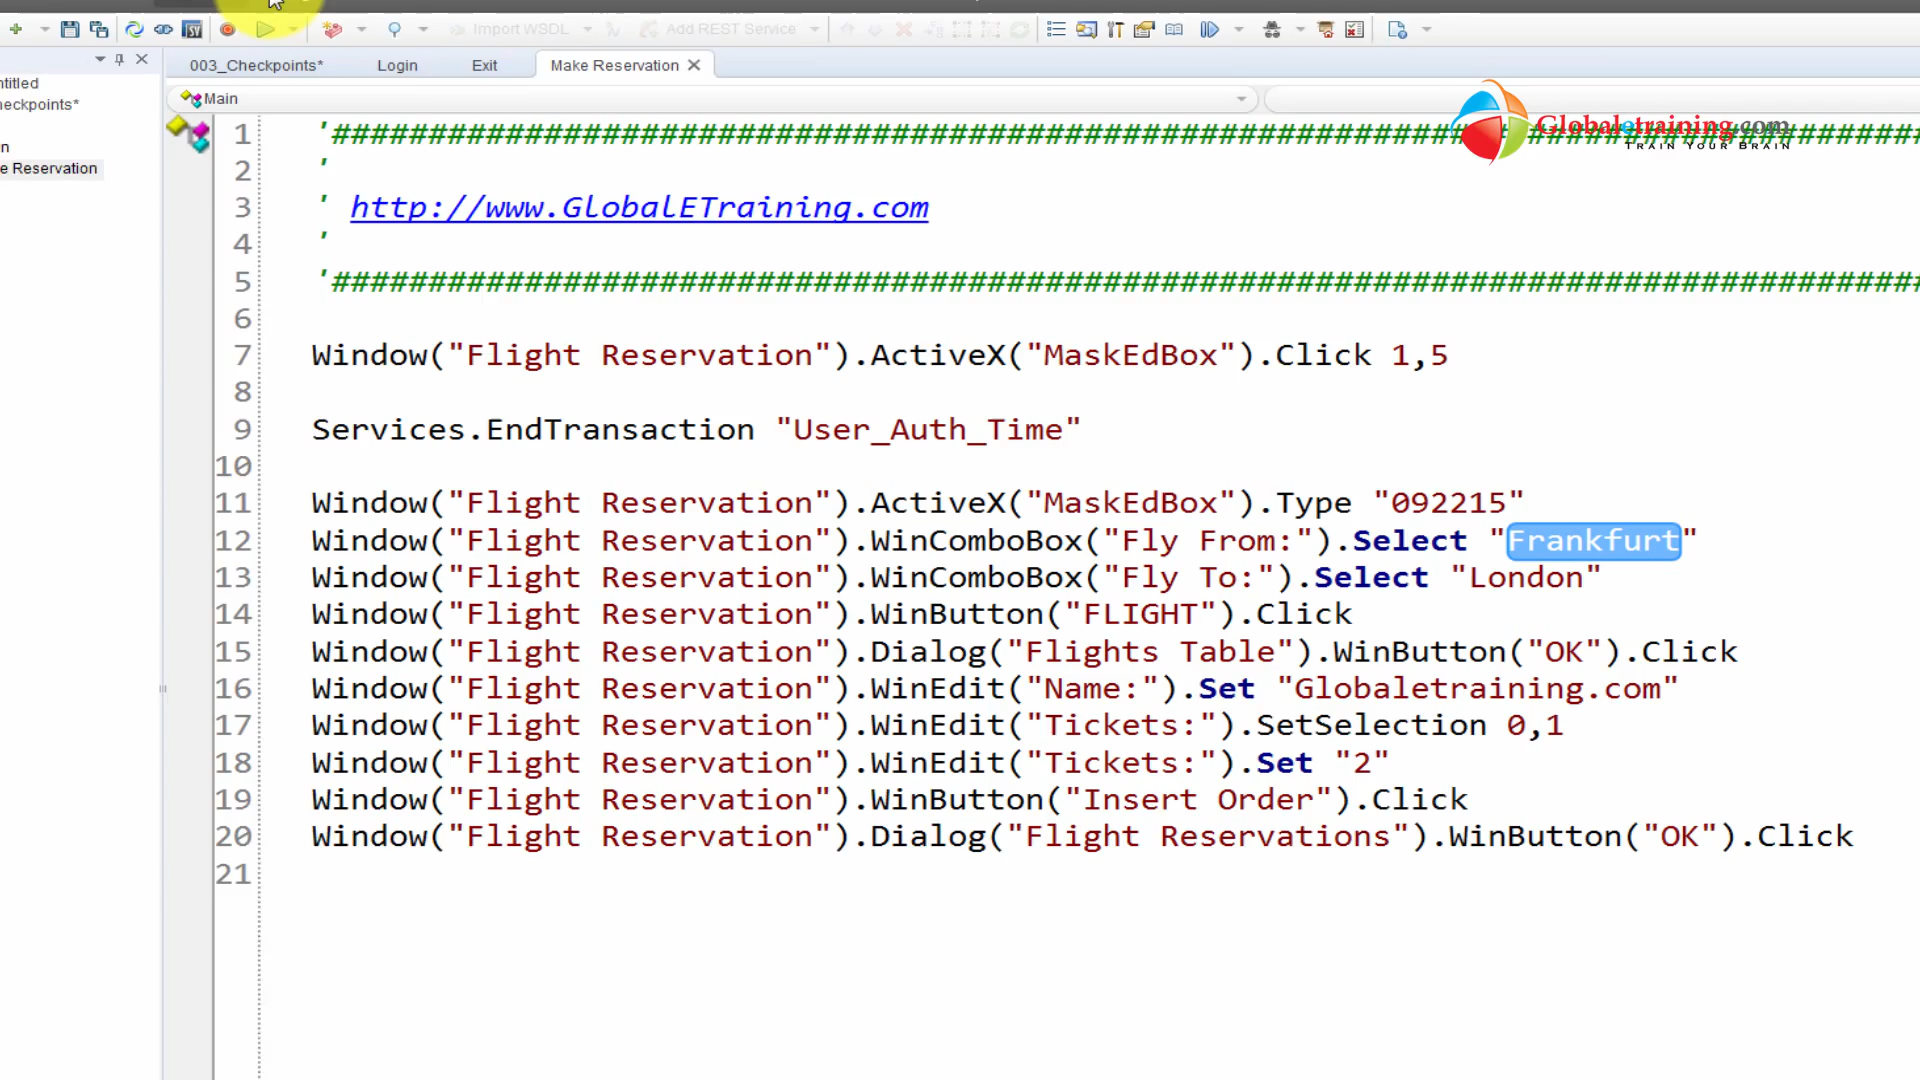 Import WSDL
Add REST Service
ntitled
heckpoints*
n
e Reservation
003_Checkpoints*
Login
Exit
Make Reservation
Main
Globaletraining.com
TRAIN YOUR BRAIN
1 '##################################################################################
2 '
3 ' http://www.GlobalETraining.com
4 '
5 '##################################################################################
6
7 Window("Flight Reservation").ActiveX("MaskEdBox").Click 1,5
8
9 Services.EndTransaction "User_Auth_Time"
10
11 Window("Flight Reservation").ActiveX("MaskEdBox").Type "092215"
12 Window("Flight Reservation").WinComboBox("Fly From:").Select "Frankfurt"
13 Window("Flight Reservation").WinComboBox("Fly To:").Select "London"
14 Window("Flight Reservation").WinButton("FLIGHT").Click
15 Window("Flight Reservation").Dialog("Flights Table").WinButton("OK").Click
16 Window("Flight Reservation").WinEdit("Name:").Set "Globaletraining.com"
17 Window("Flight Reservation").WinEdit("Tickets:").SetSelection 0,1
18 Window("Flight Reservation").WinEdit("Tickets:").Set "2"
19 Window("Flight Reservation").WinButton("Insert Order").Click
20 Window("Flight Reservation").Dialog("Flight Reservations").WinButton("OK").Click
21